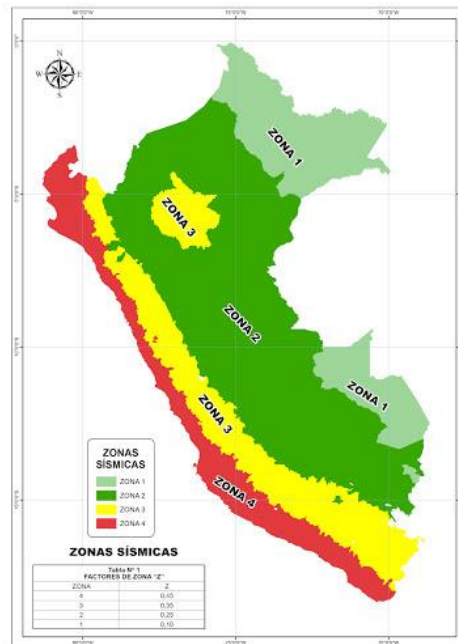 N
W E
S
ZONA 1
ZONA 3
ZONA 2
ZONA 1
ZONA 3
ZONA 4
ZONAS
SÍSMICAS
ZONA 1
ZONA 2
ZONA 3
ZONA 4
ZONAS SÍSMICAS
Tabla N° 1
FACTORES DE ZONA "Z"
ZONA Z
4 0,45
3 0,35
2 0,25
1 0,10